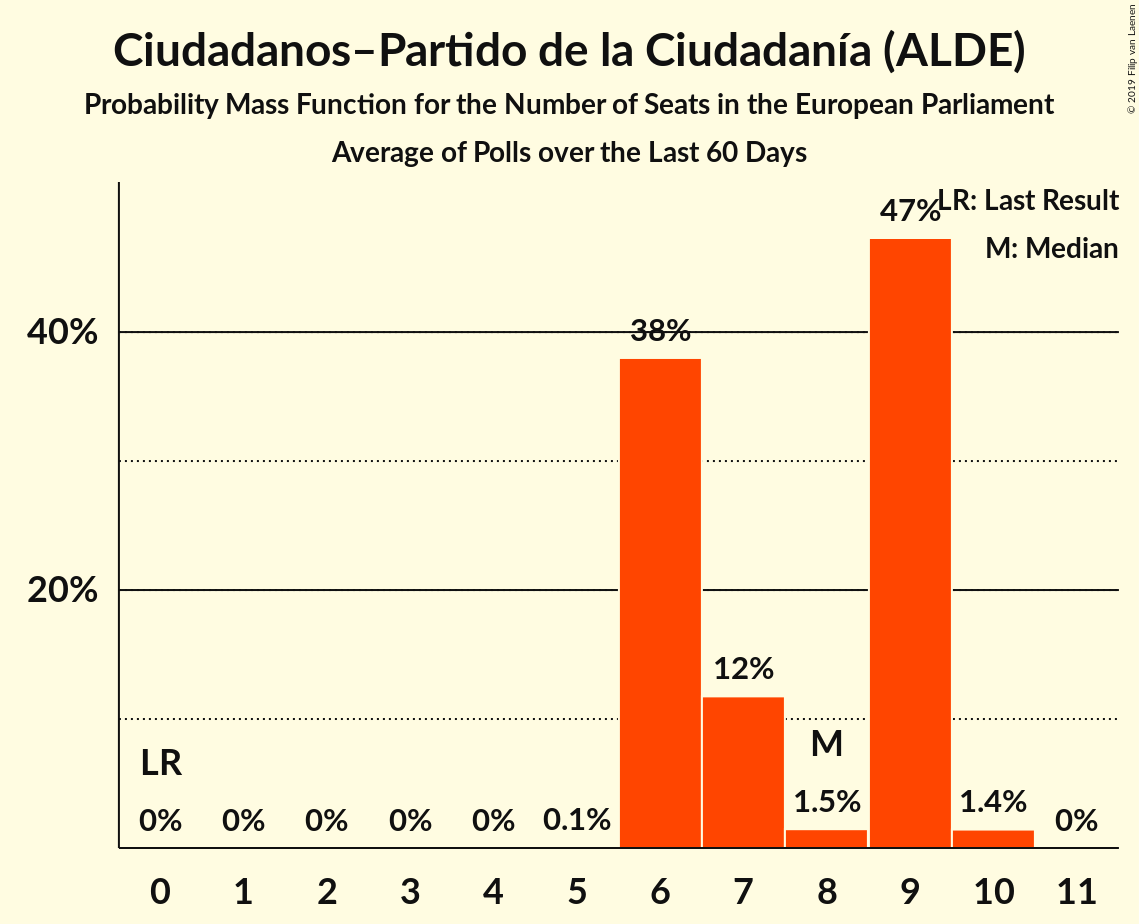 Ciudadanos–Partido de la Ciudadanía (ALDE)
Probability Mass Function for the Number of Seats in the European Parliament
Average of Polls over the Last 60 Days
© 2019 Filip van Laenen
LR: Last Result
M: Median
47%
40%
38%
20%
12%
M
LR
0%
0%
0%
0%
0%
0.1%
1.5%
1.4%
0%
0 1 2 3 4 5 6 7 8 9 10 11